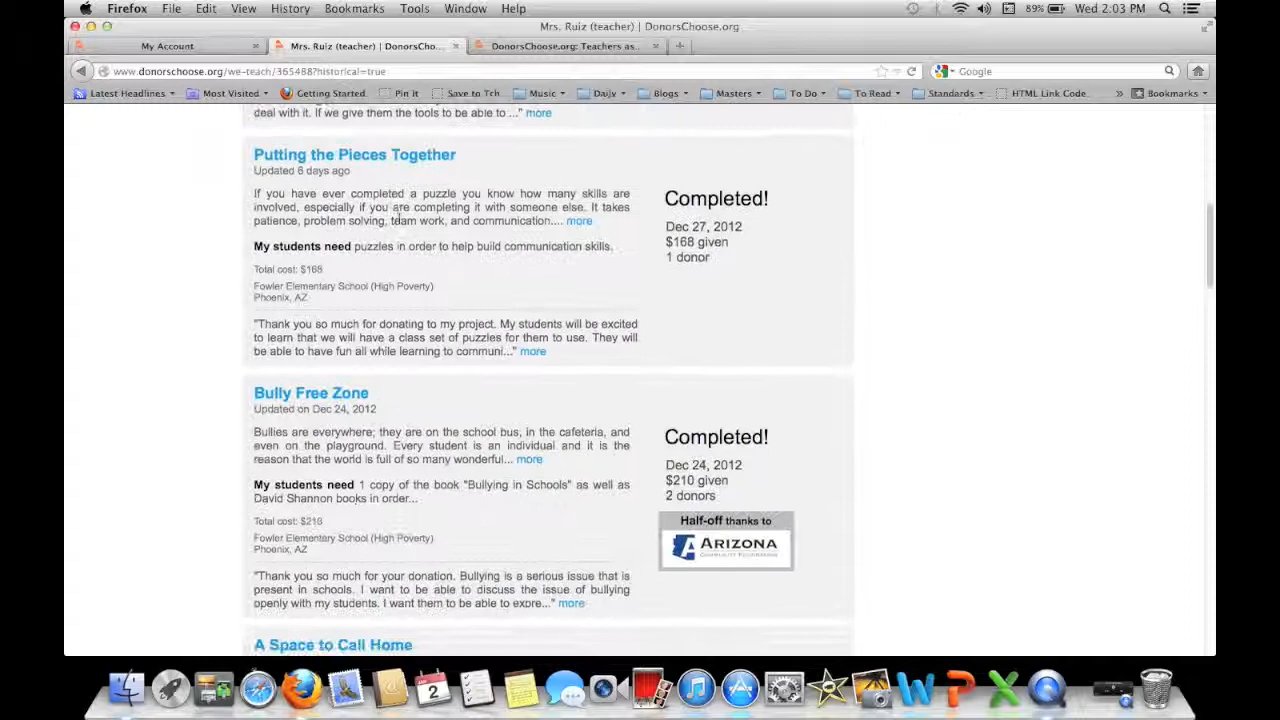 Firefox File Edit View History Bookmarks Tools Window Help 89% Wed 2:03 PM
Mrs. Ruiz (teacher) | DonorsChoose.org
My Account Mrs. Ruiz (teacher) | DonorsCho... DonorsChoose.org: Teachers as...
www.donorschoose.org/we-teach/365488?historical=true Google
Latest Headlines Most Visited Getting Started Pin it Save to Tch Music Daily Blogs Masters To Do To Read Standards HTML Link Code Bookmarks
deal with it. If we give them the tools to be able to ..." more
Putting the Pieces Together
Updated 6 days ago
If you have ever completed a puzzle you know how many skills are
involved, especially if you are completing it with someone else. It takes
patience, problem solving, team work, and communication.... more
My students need puzzles in order to help build communication skills.
Total cost: $168
Fowler Elementary School (High Poverty)
Phoenix, AZ
"Thank you so much for donating to my project. My students will be excited
to learn that we will have a class set of puzzles for them to use. They will
be able to have fun all while learning to communi..." more
Completed!
Dec 27, 2012
$168 given
1 donor
Bully Free Zone
Updated on Dec 24, 2012
Bullies are everywhere; they are on the school bus, in the cafeteria, and
even on the playground. Every student is an individual and it is the
reason that the world is full of so many wonderful... more
My students need 1 copy of the book "Bullying in Schools" as well as
David Shannon books in order...
Total cost: $210
Fowler Elementary School (High Poverty)
Phoenix, AZ
"Thank you so much for your donation. Bullying is a serious issue that is
present in schools. I want to be able to discuss the issue of bullying
openly with my students. I want them to be able to expre..." more
Completed!
Dec 24, 2012
$210 given
2 donors
Half-off thanks to
ARIZONA
COMMUNITY FOUNDATION
A Space to Call Home
2